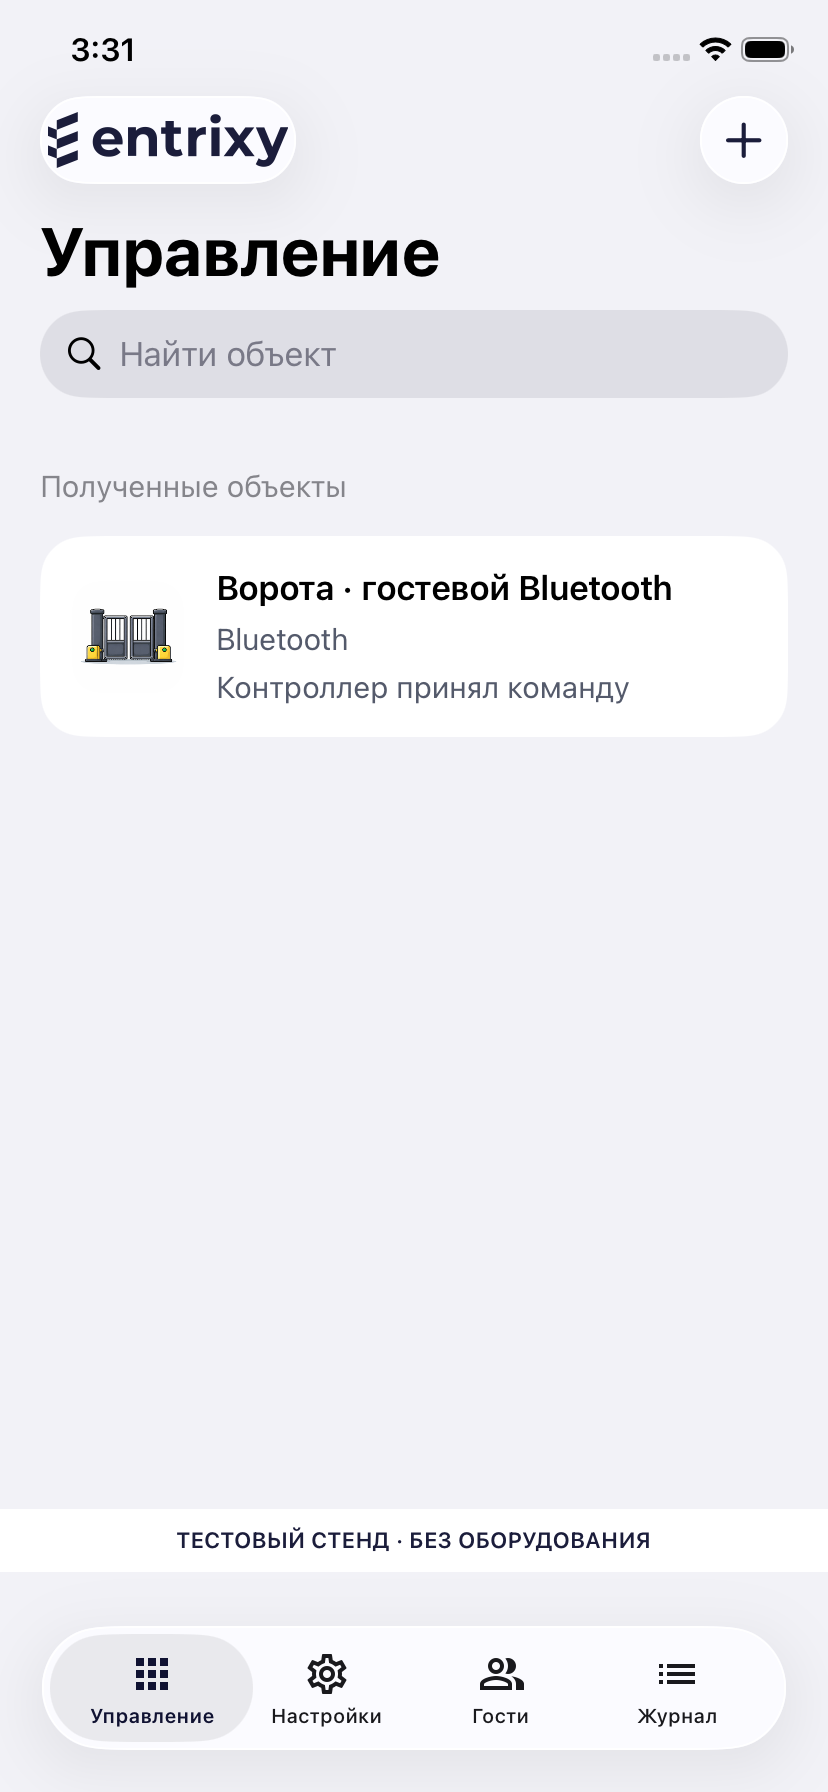 3:31
entrixy
Управление
Найти объект
Полученные объекты
Ворота · гостевой Bluetooth
Bluetooth
Контроллер принял команду
ТЕСТОВЫЙ СТЕНД · БЕЗ ОБОРУДОВАНИЯ
Управление
Настройки
Гости
Журнал